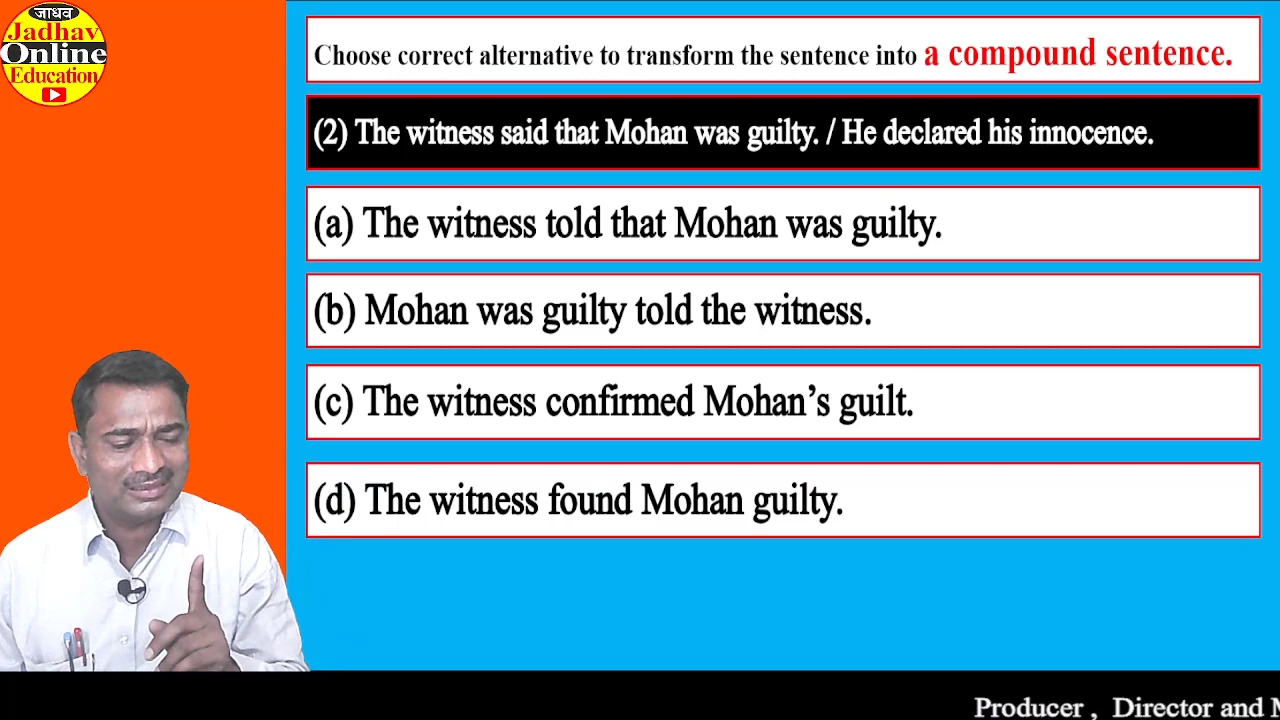 जाधव
Jadhav
Online
Education
Choose correct alternative to transform the sentence into a compound sentence.
(2) The witness said that Mohan was guilty. / He declared his innocence.
(a) The witness told that Mohan was guilty.
(b) Mohan was guilty told the witness.
(c) The witness confirmed Mohan’s guilt.
(d) The witness found Mohan guilty.
Producer , Director and